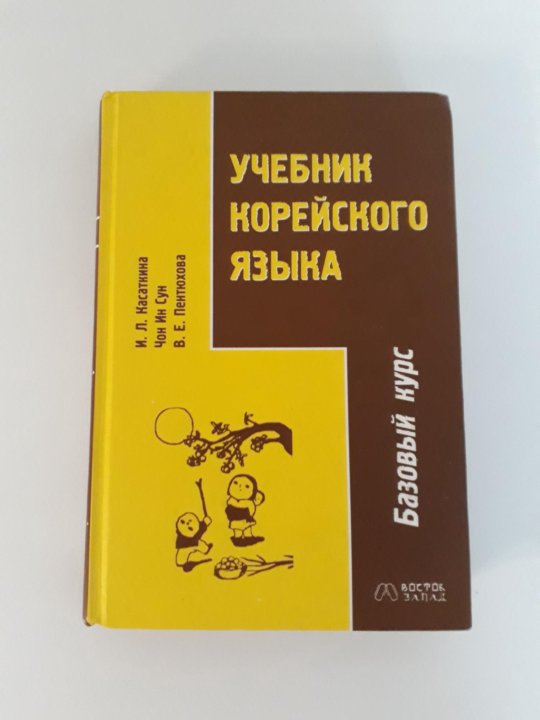 УЧЕБНИК
КОРЕЙСКОГО
ЯЗЫКА
И. Л. Касаткина
Чон Ин Сун
В. Е. Пентюхова
Базовый курс
ВОСТОК
ЗАПАД